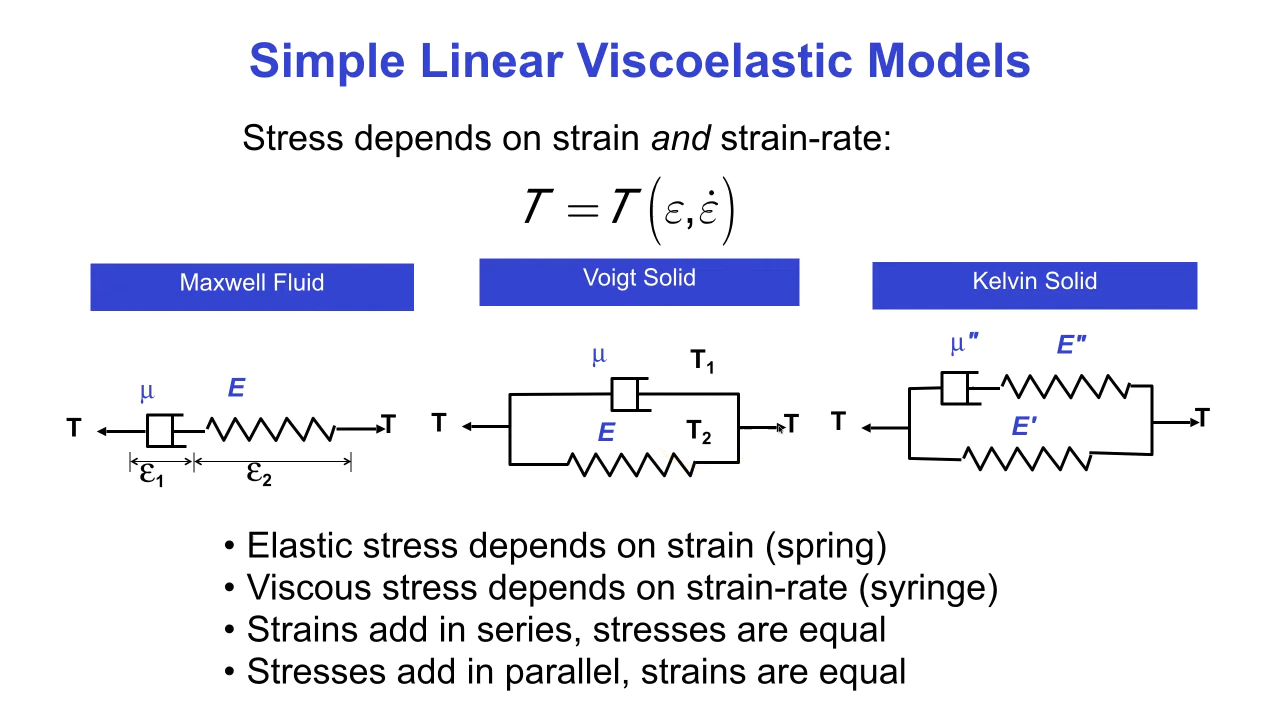 Simple Linear Viscoelastic Models
Stress depends on strain and strain-rate:
T = T(ε,ε̇)
Maxwell Fluid
Voigt Solid
Kelvin Solid
μ
E
T
T
ε₁
ε₂
μ
T₁
T
E
T₂
T
μ"
E"
T
E'
T
• Elastic stress depends on strain (spring)
• Viscous stress depends on strain-rate (syringe)
• Strains add in series, stresses are equal
• Stresses add in parallel, strains are equal